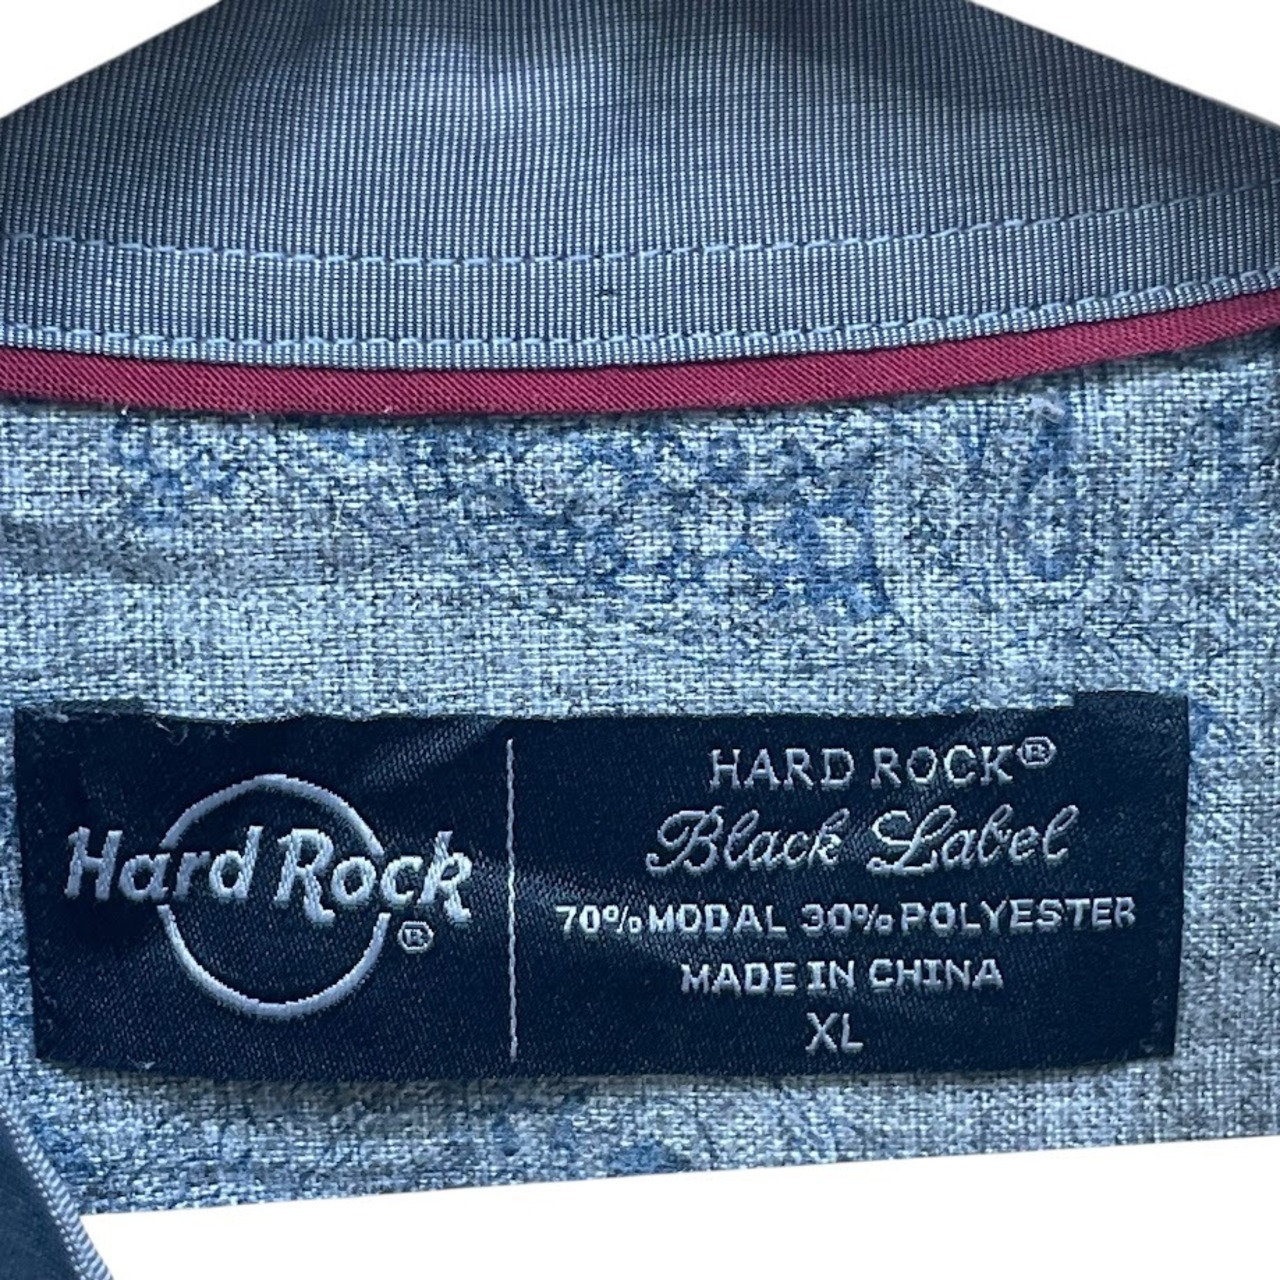 Hard Rock®
HARD ROCK®
Black Label
70% MODAL 30% POLYESTER
MADE IN CHINA
XL